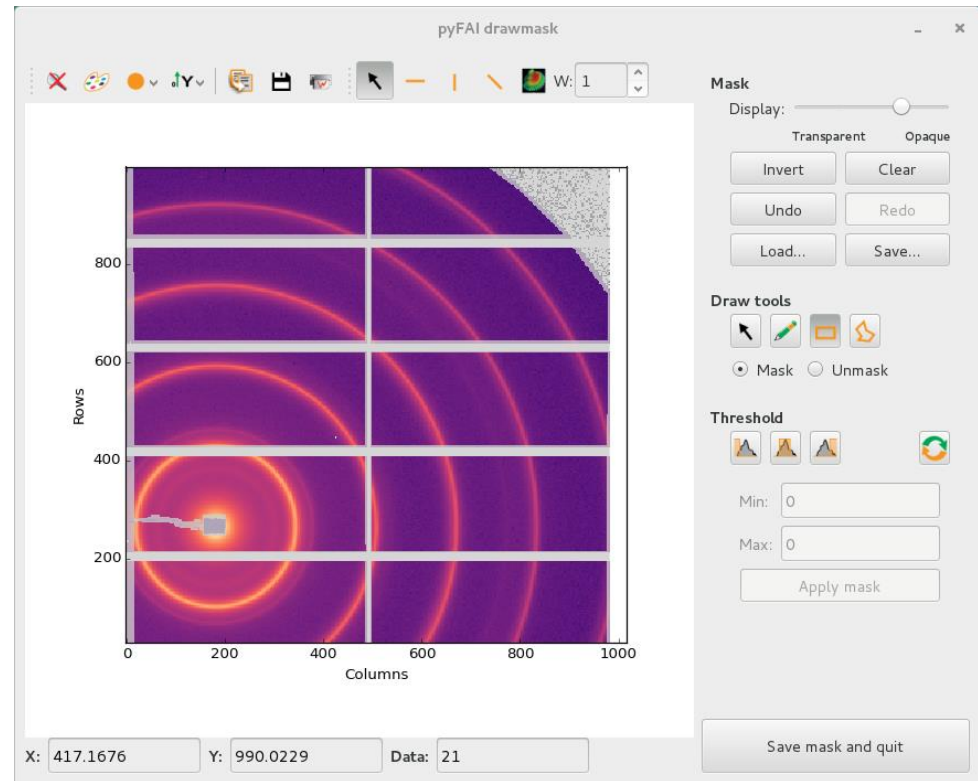 pyFAI drawmask
W: 1
Mask
Display:
Transparent Opaque
Invert Clear
Undo Redo
Load... Save...
Draw tools
Mask Unmask
Threshold
Min: 0
Max: 0
Apply mask
800
600
400
200
Rows
0 200 400 600 800 1000
Columns
X: 417.1676 Y: 990.0229 Data: 21
Save mask and quit